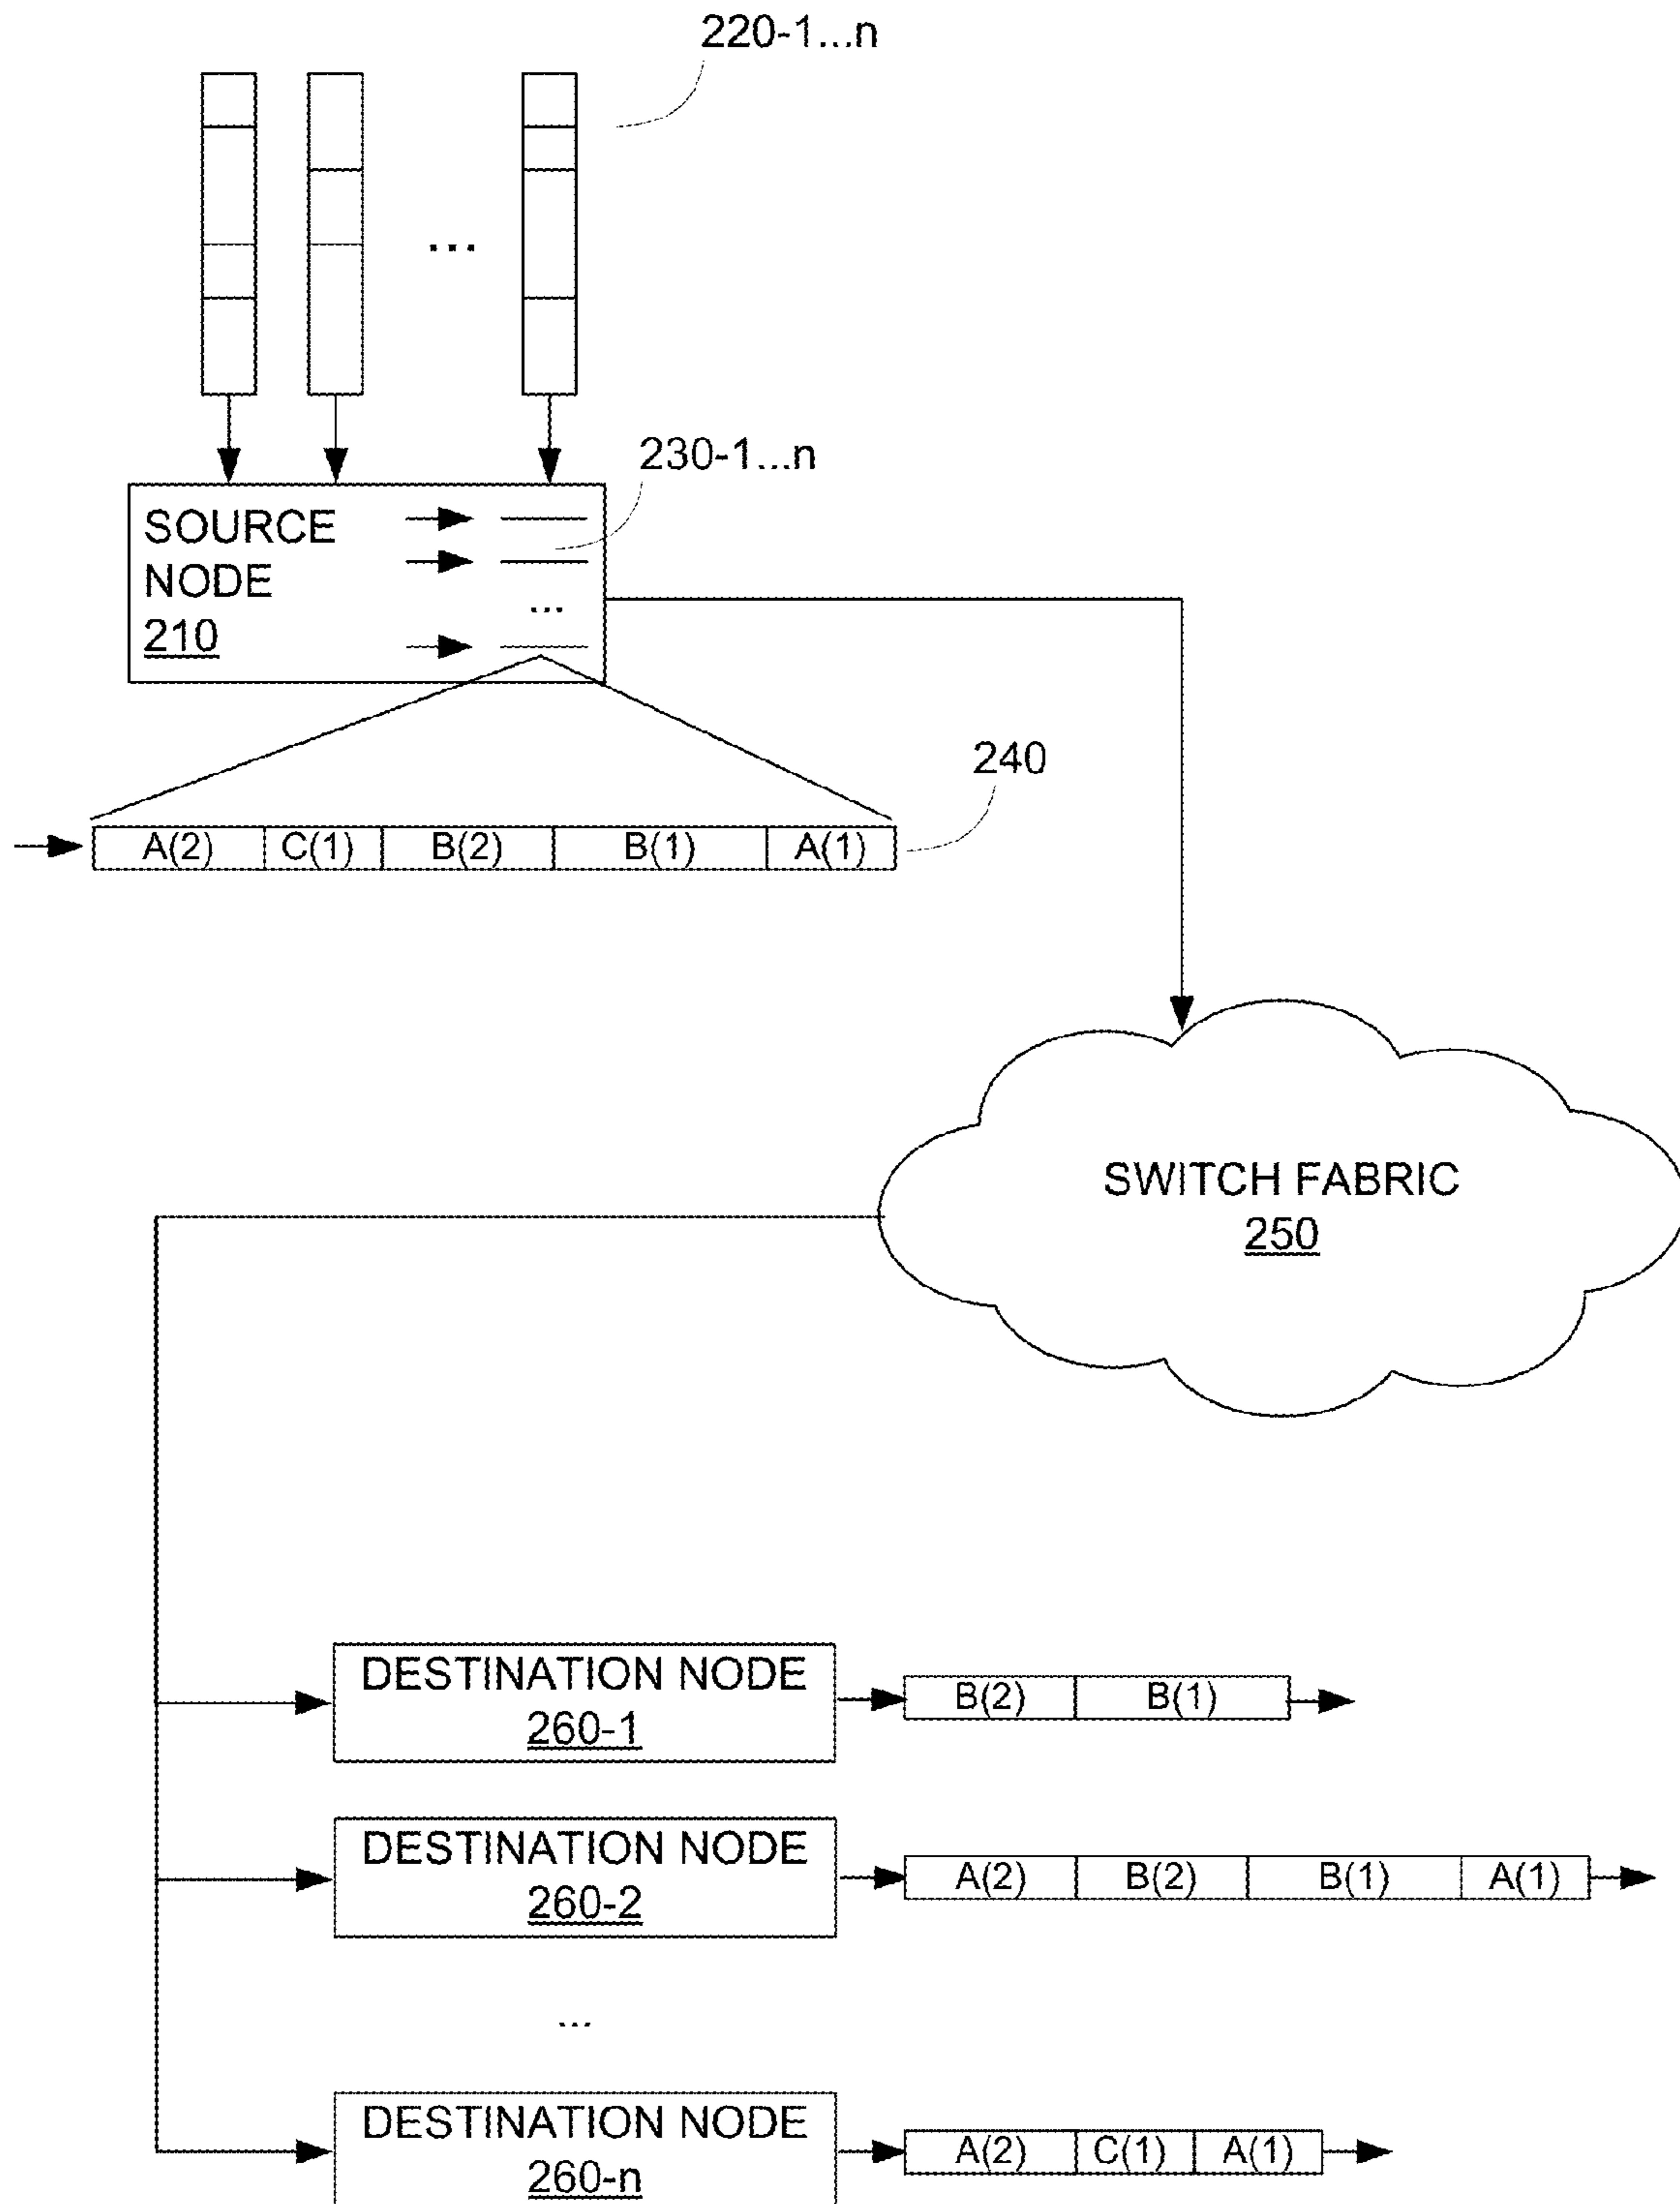 220-1...n
...
230-1...n
SOURCE
NODE
210
...
240
A(2) C(1) B(2) B(1) A(1)
SWITCH FABRIC
250
DESTINATION NODE
260-1
B(2) B(1)
DESTINATION NODE
260-2
A(2) B(2) B(1) A(1)
...
DESTINATION NODE
260-n
A(2) C(1) A(1)